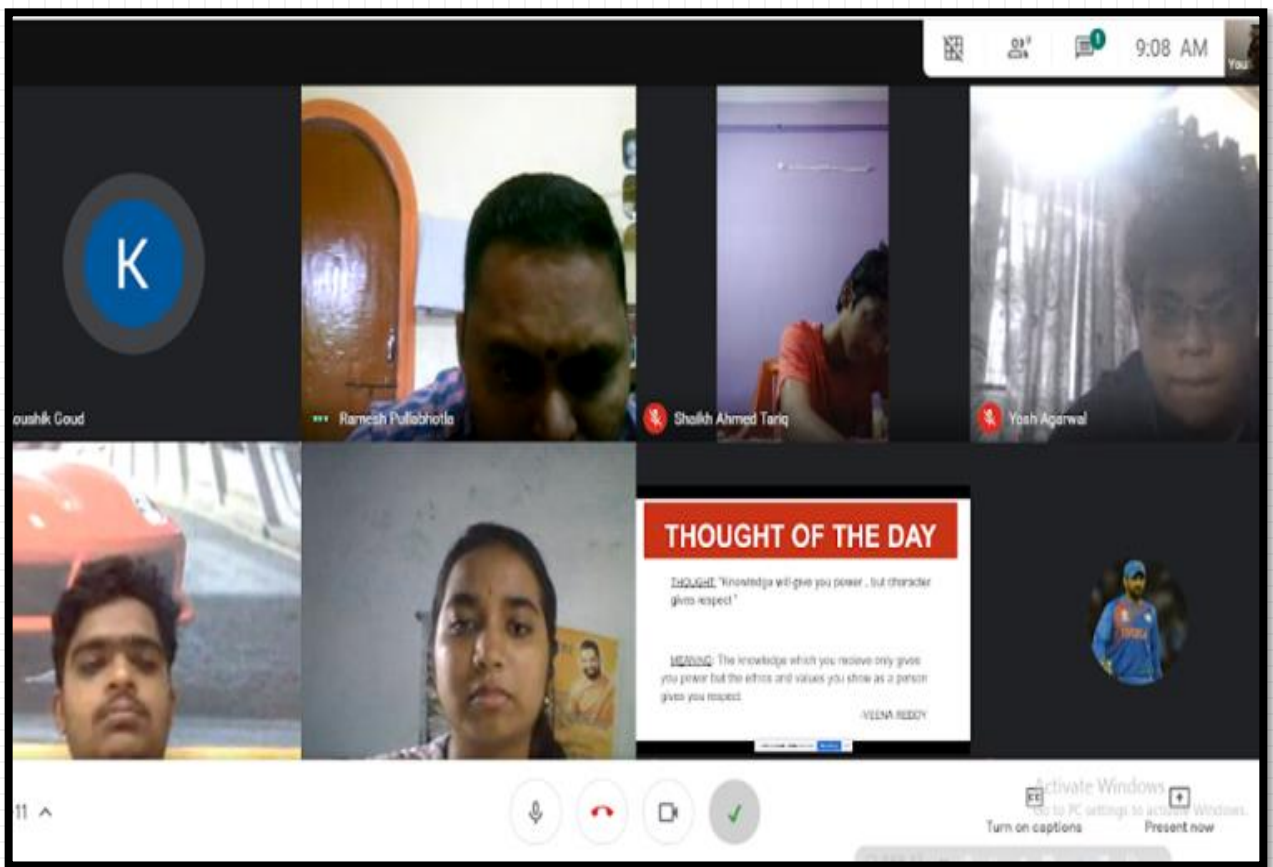 9:08 AM
You
K
oushik Goud
Ramesh Pullabhotla
Shaikh Ahmed Tariq
Yash Agarwal
THOUGHT OF THE DAY
THOUGHT: "Knowledge will give you power , but character
gives respect "
MEANING: The knowledge which you recieve only gives
you power but the ethics and values you show as a person
gives you respect
-VEENA REDDY
INDIA
11
Turn on captions
Present now
Activate Windows
Go to PC settings to activate Windows.